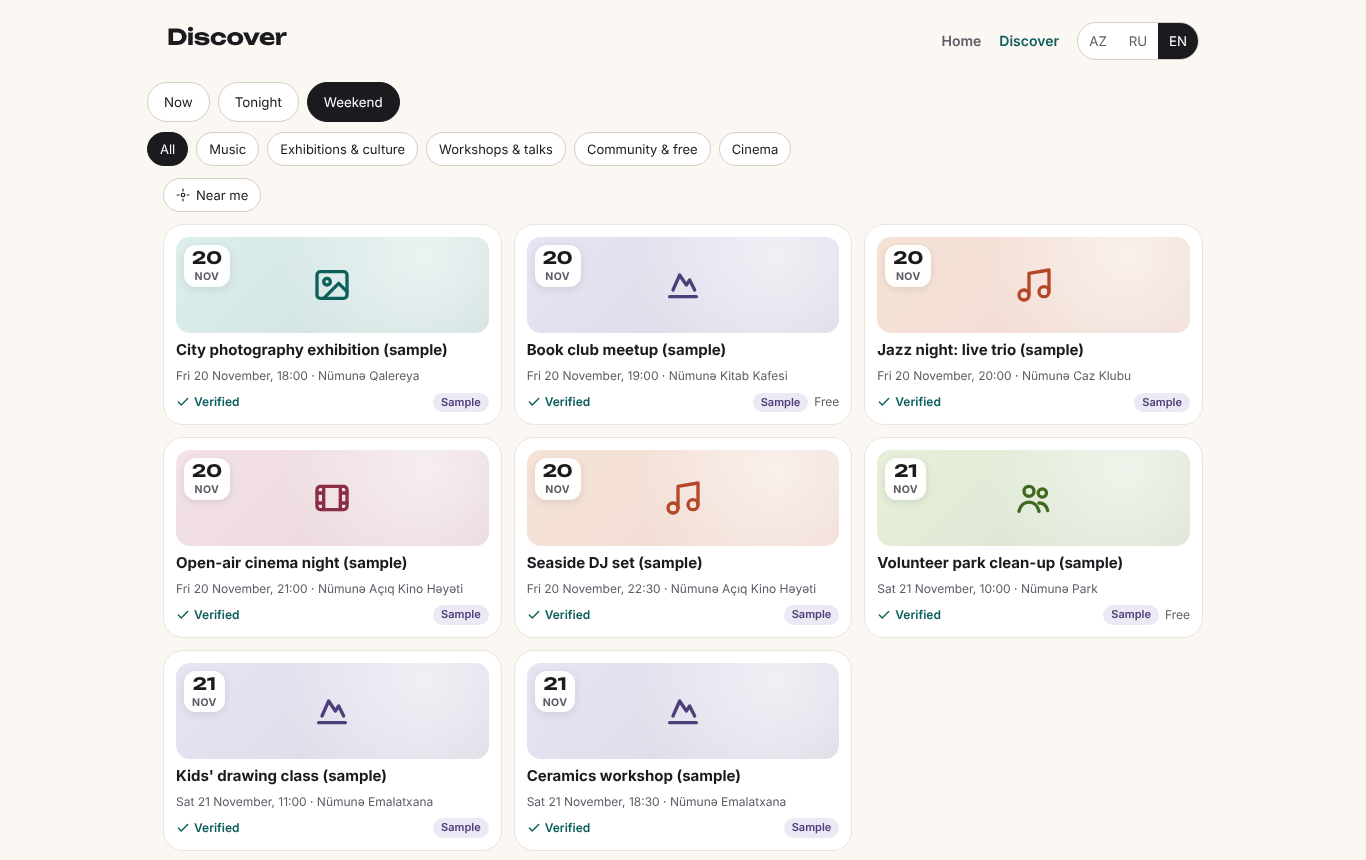 Discover
Home Discover AZ RU EN
Now Tonight Weekend
All Music Exhibitions & culture Workshops & talks Community & free Cinema
Near me
20
NOV
City photography exhibition (sample)
Fri 20 November, 18:00 · Nümunə Qalereya
Verified Sample
20
NOV
Book club meetup (sample)
Fri 20 November, 19:00 · Nümunə Kitab Kafesi
Verified Sample Free
20
NOV
Jazz night: live trio (sample)
Fri 20 November, 20:00 · Nümunə Caz Klubu
Verified Sample
20
NOV
Open-air cinema night (sample)
Fri 20 November, 21:00 · Nümunə Açıq Kino Həyəti
Verified Sample
20
NOV
Seaside DJ set (sample)
Fri 20 November, 22:30 · Nümunə Açıq Kino Həyəti
Verified Sample
21
NOV
Volunteer park clean-up (sample)
Sat 21 November, 10:00 · Nümunə Park
Verified Sample Free
21
NOV
Kids' drawing class (sample)
Sat 21 November, 11:00 · Nümunə Emalatxana
Verified Sample
21
NOV
Ceramics workshop (sample)
Sat 21 November, 18:30 · Nümunə Emalatxana
Verified Sample